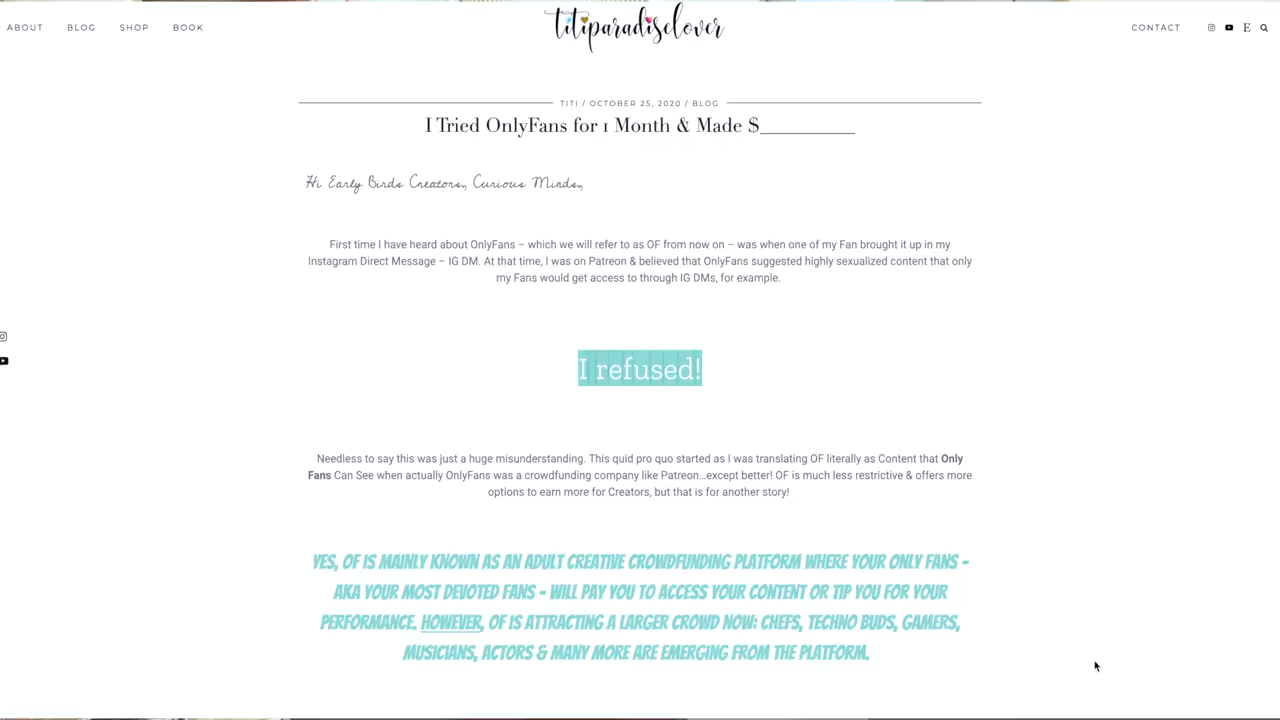 ABOUT BLOG SHOP BOOK
titiparadiselover
CONTACT
TITI / OCTOBER 25, 2020 / BLOG
I Tried OnlyFans for 1 Month & Made $__________
Hi Early Birds Creators, Curious Minds,
First time I have heard about OnlyFans – which we will refer to as OF from now on – was when one of my Fan brought it up in my
Instagram Direct Message – IG DM. At that time, I was on Patreon & believed that OnlyFans suggested highly sexualized content that only
my Fans would get access to through IG DMs, for example.
I refused!
Needless to say this was just a huge misunderstanding. This quid pro quo started as I was translating OF literally as Content that Only
Fans Can See when actually OnlyFans was a crowdfunding company like Patreon...except better! OF is much less restrictive & offers more
options to earn more for Creators, but that is for another story!
YES, OF IS MAINLY KNOWN AS AN ADULT CREATIVE CROWDFUNDING PLATFORM WHERE YOUR ONLY FANS –
AKA YOUR MOST DEVOTED FANS – WILL PAY YOU TO ACCESS YOUR CONTENT OR TIP YOU FOR YOUR
PERFORMANCE. HOWEVER, OF IS ATTRACTING A LARGER CROWD NOW: CHEFS, TECHNO BUDS, GAMERS,
MUSICIANS, ACTORS & MANY MORE ARE EMERGING FROM THE PLATFORM.